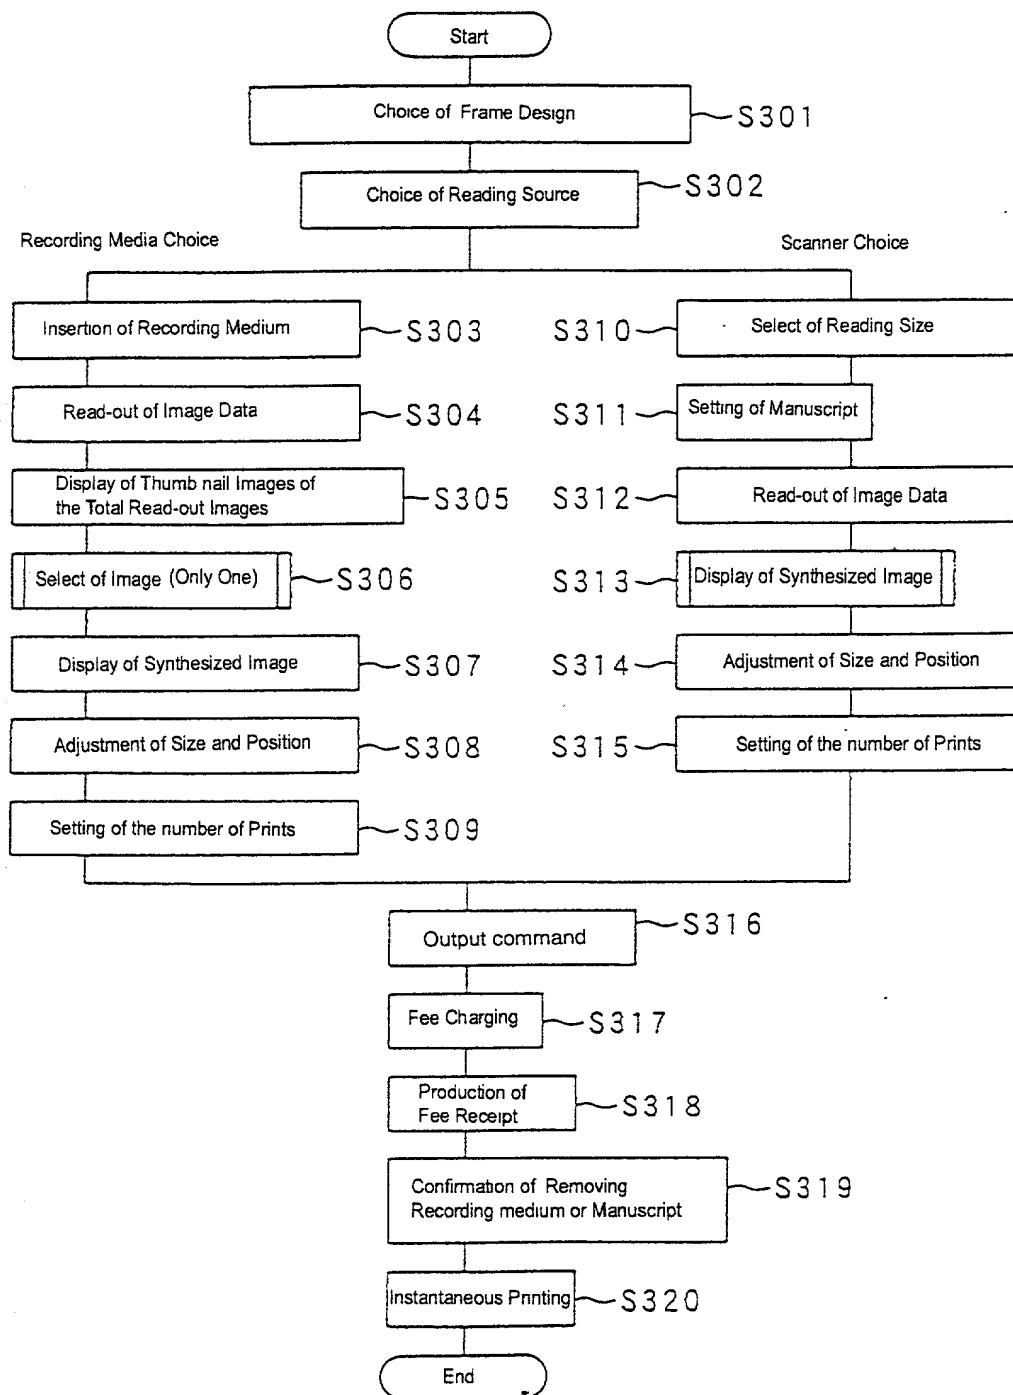 Start
Choice of Frame Design
S301
Choice of Reading Source
S302
Recording Media Choice
Scanner Choice
Insertion of Recording Medium
S303
S310
Select of Reading Size
Read-out of Image Data
S304
S311
Setting of Manuscript
Display of Thumb nail Images of
the Total Read-out Images
S305
S312
Read-out of Image Data
Select of Image (Only One)
S306
S313
Display of Synthesized Image
Display of Synthesized Image
S307
S314
Adjustment of Size and Position
Adjustment of Size and Position
S308
S315
Setting of the number of Prints
Setting of the number of Prints
S309
Output command
S316
Fee Charging
S317
Production of
Fee Receipt
S318
Confirmation of Removing
Recording medium or Manuscript
S319
Instantaneous Printing
S320
End